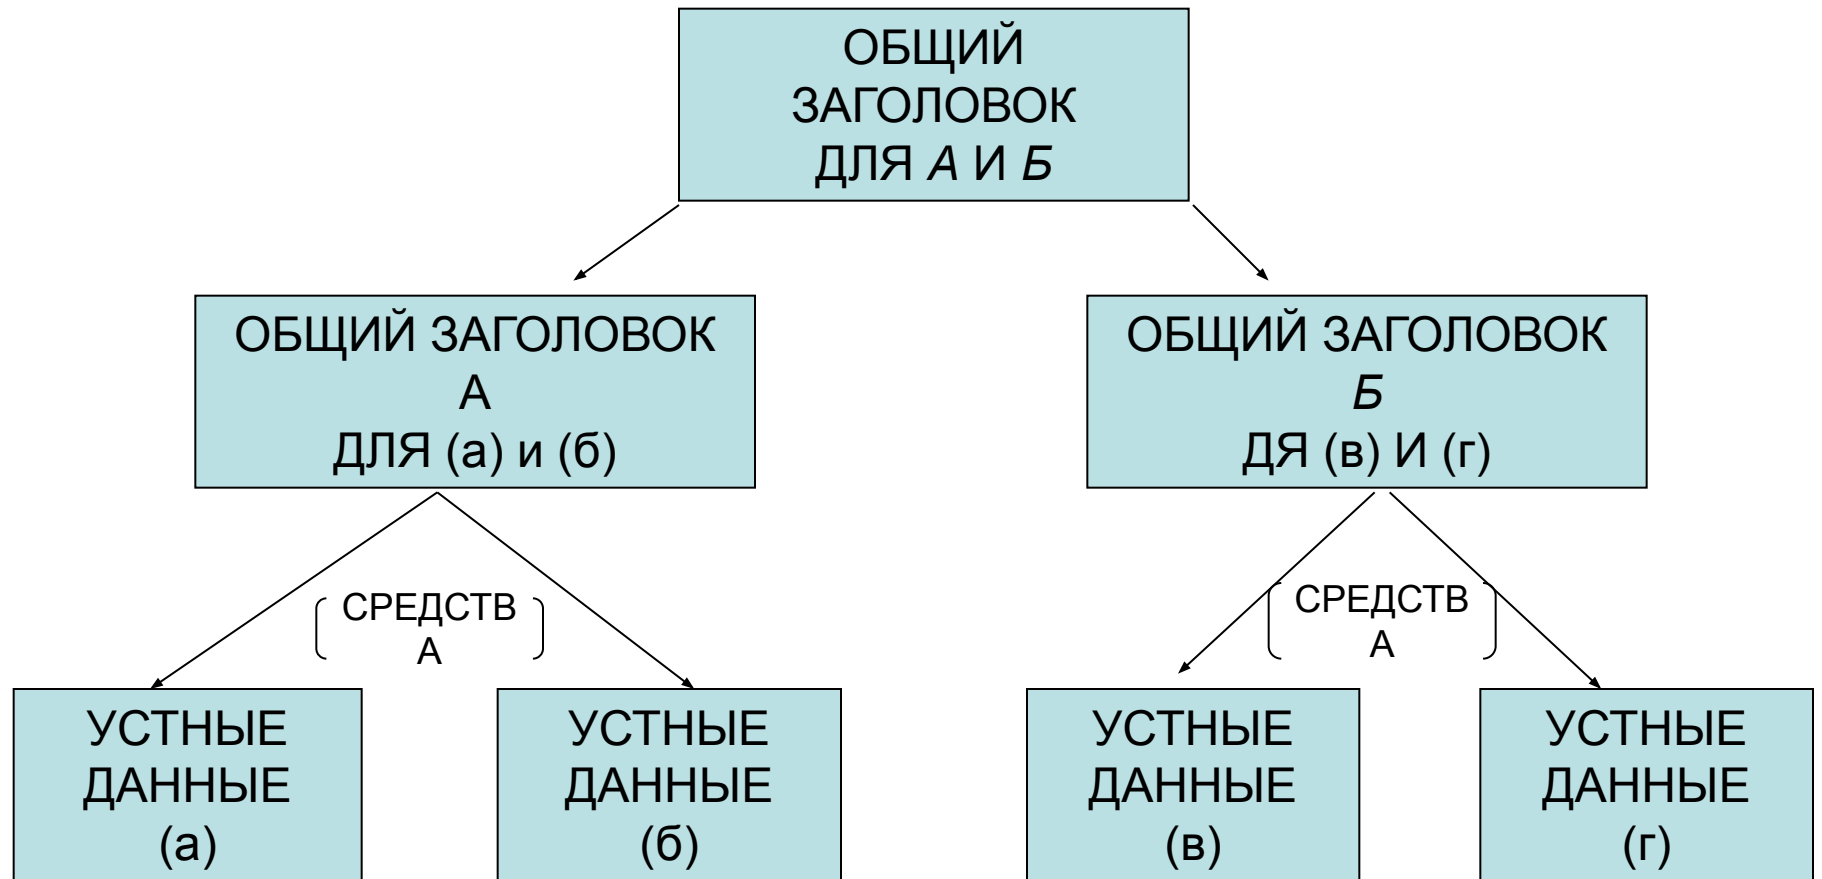 ОБЩИЙ
ЗАГОЛОВОК
ДЛЯ А И Б
ОБЩИЙ ЗАГОЛОВОК
А
ДЛЯ (а) и (б)
ОБЩИЙ ЗАГОЛОВОК
Б
ДЯ (в) И (г)
СРЕДСТВ
А
СРЕДСТВ
А
УСТНЫЕ
ДАННЫЕ
(а)
УСТНЫЕ
ДАННЫЕ
(б)
УСТНЫЕ
ДАННЫЕ
(в)
УСТНЫЕ
ДАННЫЕ
(г)